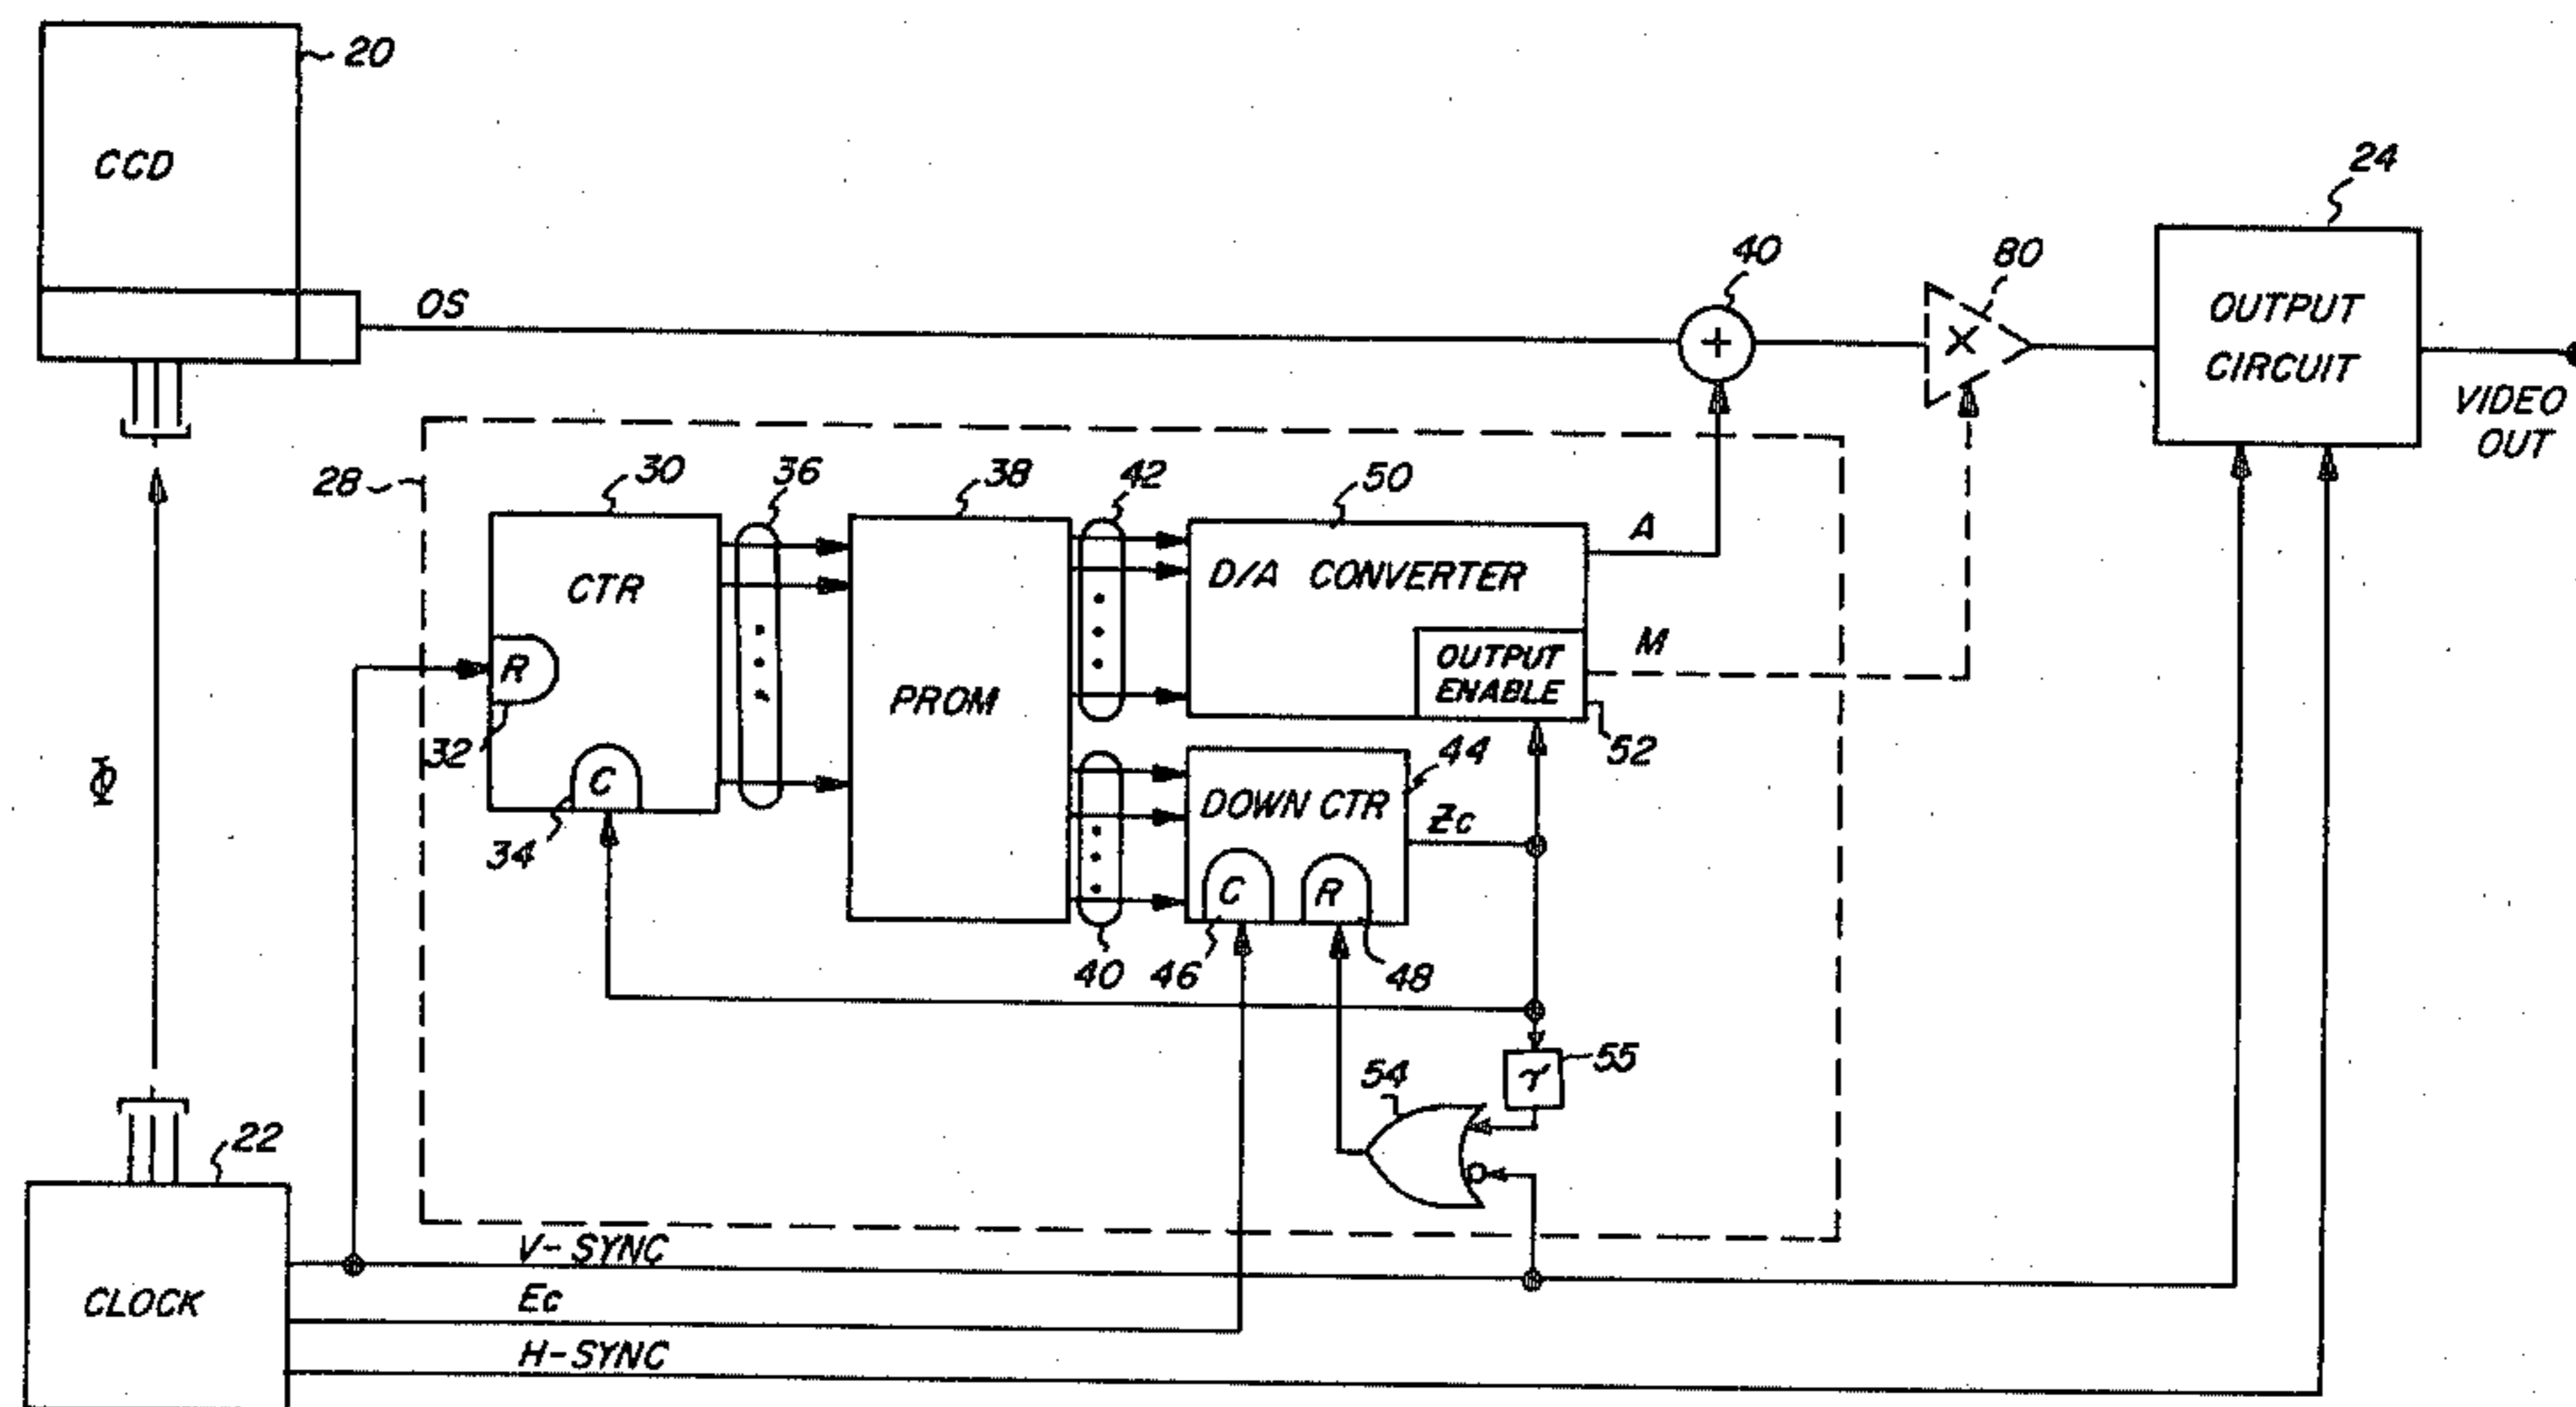 20
CCD
24
OS
40
80
+
X
OUTPUT
CIRCUIT
VIDEO
OUT
28
30
36
38
42
50
A
CTR
D/A CONVERTER
R
PROM
OUTPUT
ENABLE
M
32
52
44
C
DOWN CTR
Zc
34
C
R
Φ
40
46
48
54
τ
55
22
V-SYNC
CLOCK
Ec
H-SYNC